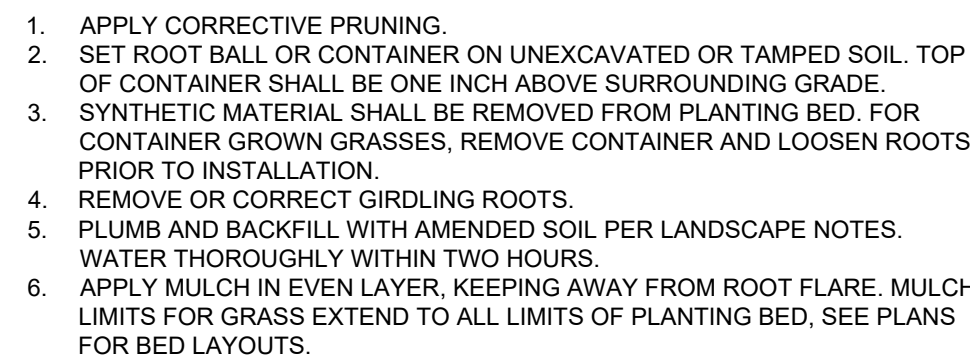 1. APPLY CORRECTIVE PRUNING.
2. SET ROOT BALL OR CONTAINER ON UNEXCAVATED OR TAMPED SOIL. TOP
OF CONTAINER SHALL BE ONE INCH ABOVE SURROUNDING GRADE.
3. SYNTHETIC MATERIAL SHALL BE REMOVED FROM PLANTING BED. FOR
CONTAINER GROWN GRASSES, REMOVE CONTAINER AND LOOSEN ROOTS
PRIOR TO INSTALLATION.
4. REMOVE OR CORRECT GIRDLING ROOTS.
5. PLUMB AND BACKFILL WITH AMENDED SOIL PER LANDSCAPE NOTES.
WATER THOROUGHLY WITHIN TWO HOURS.
6. APPLY MULCH IN EVEN LAYER, KEEPING AWAY FROM ROOT FLARE. MULCH
LIMITS FOR GRASS EXTEND TO ALL LIMITS OF PLANTING BED, SEE PLANS
FOR BED LAYOUTS.